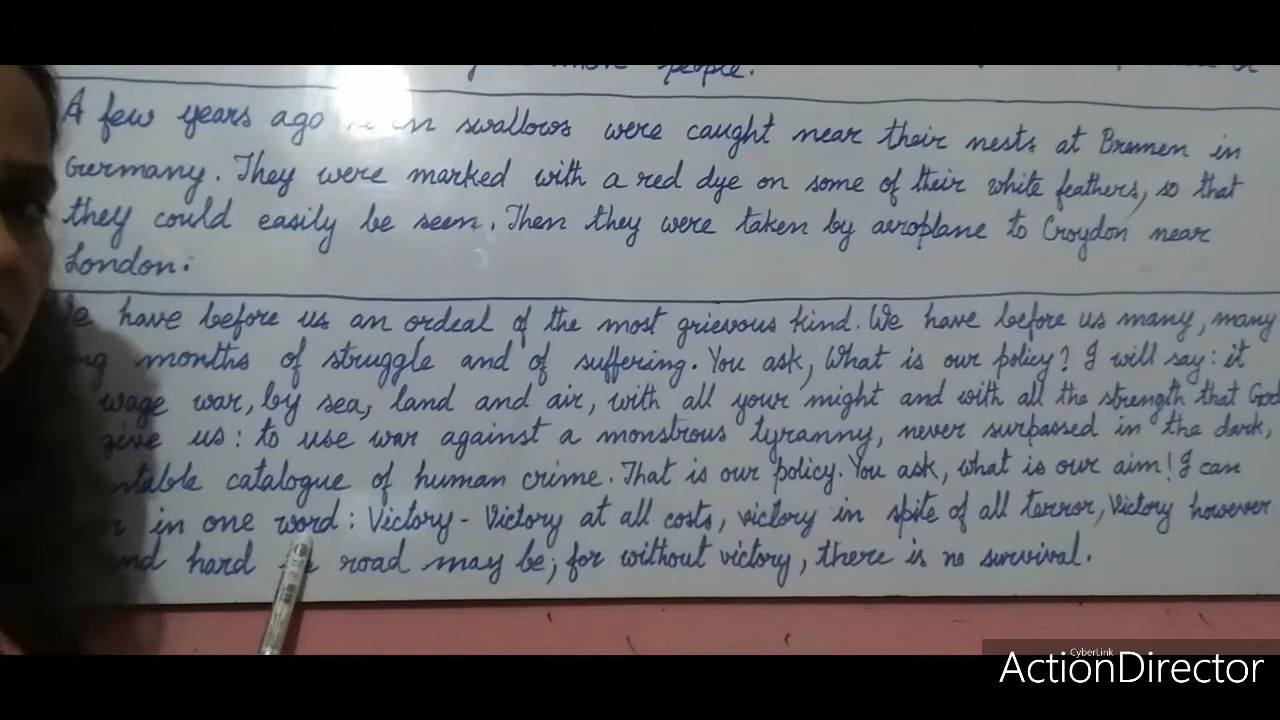 people.
A few years ago swallows were caught near their nests at Bremen in
Germany. They were marked with a red dye on some of their white feathers, so that
they could easily be seen. Then they were taken by aeroplane to Croydon near
London.
have before us an ordeal of the most grievous kind. We have before us many, many
months of struggle and of suffering. You ask, What is our policy? I will say: it
wage war, by sea, land and air, with all your might and with all the strength that God
give us: to use war against a monstrous tyranny, never surpassed in the dark,
catalogue of human crime. That is our policy. You ask, what is our aim! I can
in one word: Victory - Victory at all costs, victory in spite of all terror, Victory however
hard road may be; for without victory, there is no survival.
CyberLink
ActionDirector